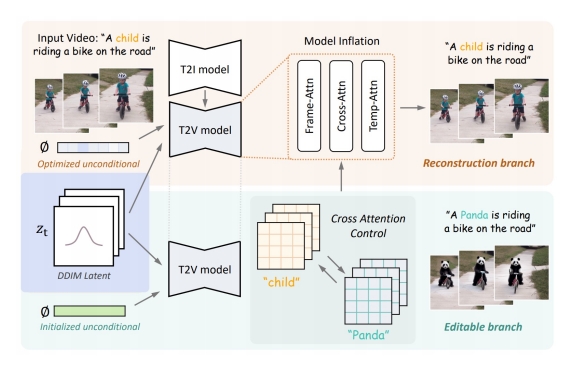 Input Video: "A child is
riding a bike on the road"
T2I model
T2V model
Model Inflation
Frame-Attn
Cross-Attn
Temp-Attn
"A child is riding a
bike on the road"
∅
Optimized unconditional
Reconstruction branch
zt
DDIM Latent
T2V model
Cross Attention
Control
"child"
"Panda"
"A Panda is riding
a bike on the road"
∅
Initialized unconditional
Editable branch